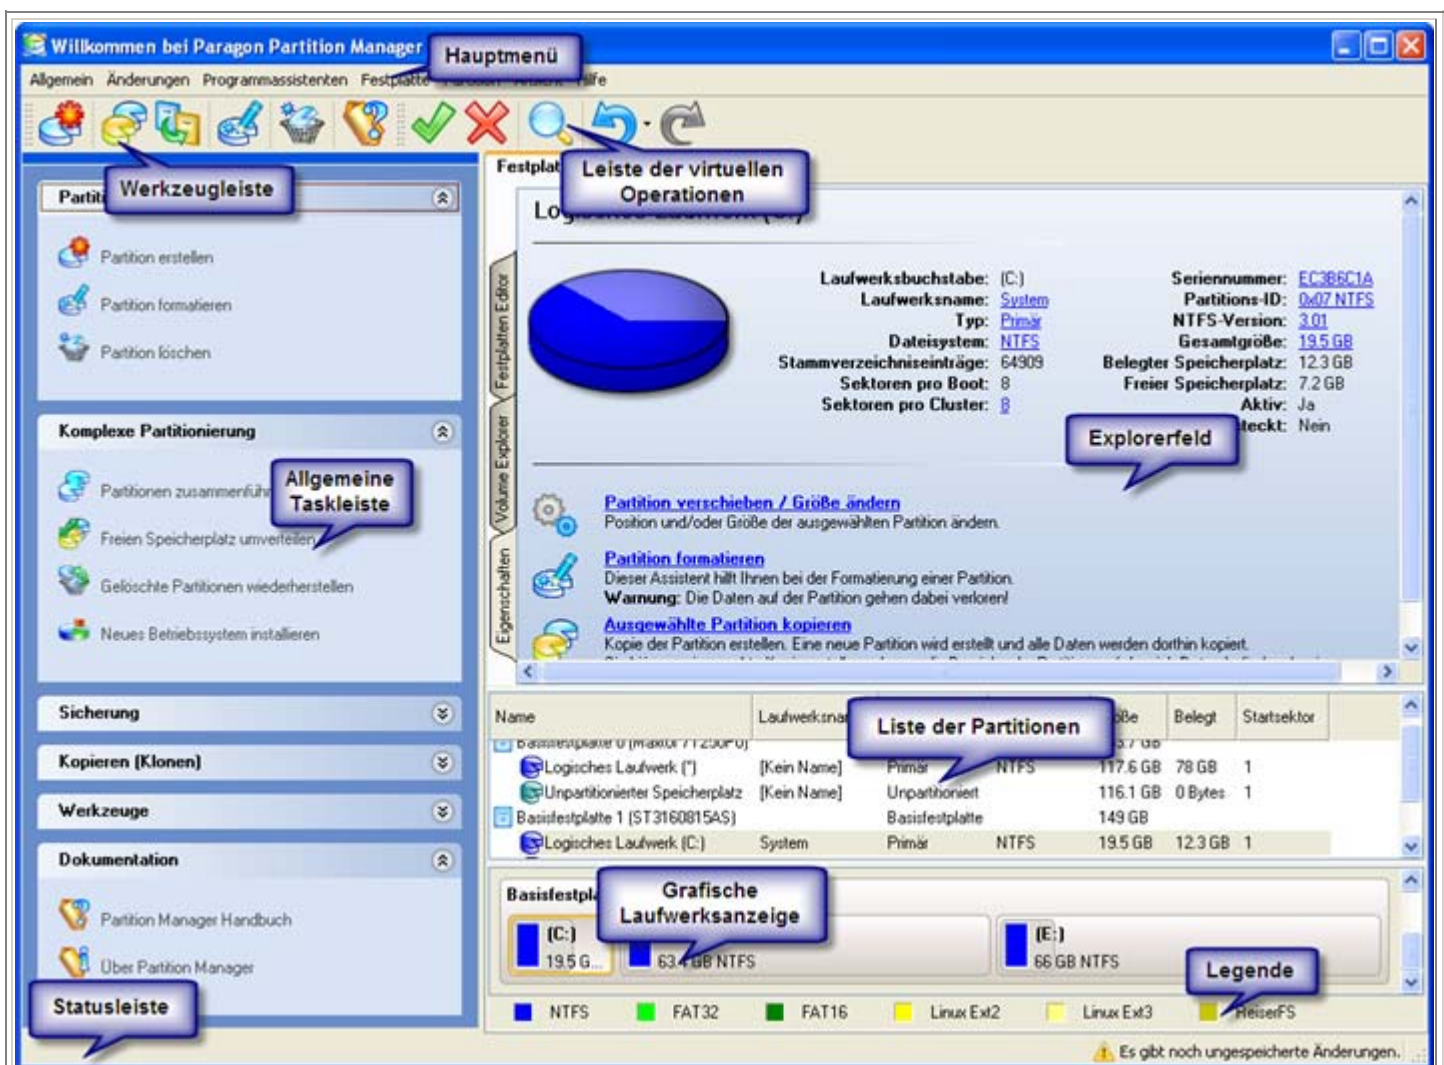 Willkommen bei Paragon Partition Manager
Hauptmenü
Allgemein Änderungen Programmassistenten Festplatte Hilfe
Werkzeugleiste
Leiste der virtuellen
Operationen
Partition erstellen
Partition formatieren
Partition löschen
Komplexe Partitionierung
Partitionen
Allgemeine
Taskleiste
Freien Speicherplatz umverteilen
Gelöschte Partitionen wiederherstellen
Neues Betriebssystem installieren
Sicherung
Kopieren (Klonen)
Werkzeuge
Dokumentation
Partition Manager Handbuch
Über Partition Manager
Statusleiste
Festplatten Editor
Volume Explorer
Eigenschaften
Laufwerksbuchstabe: (C:)
Laufwerksname: System
Typ: Primär
Dateisystem: NTFS
Stammverzeichniseinträge: 64909
Sektoren pro Boot: 8
Sektoren pro Cluster: 8
Seriennummer: EC3B6C1A
Partitions-ID: 0x07 NTFS
NTFS-Version: 3.01
Gesamtgröße: 19.5 GB
Belegter Speicherplatz: 12.3 GB
Freier Speicherplatz: 7.2 GB
Aktiv: Ja
Nein
Explorerfeld
Partition verschieben / Größe ändern
Position und/oder Größe der ausgewählten Partition ändern.
Partition formatieren
Dieser Assistent hilft Ihnen bei der Formatierung einer Partition.
Warnung: Die Daten auf der Partition gehen dabei verloren!
Ausgewählte Partition kopieren
Kopie der Partition erstellen. Eine neue Partition wird erstellt und alle Daten werden dorthin kopiert.
Name Belegt Startsektor
Liste der Partitionen
Logisches Laufwerk (*) [Kein Name] Primär NTFS 117.6 GB 78 GB 1
Unpartitionierter Speicherplatz [Kein Name] Unpartitioniert 116.1 GB 0 Bytes 1
Basisfestplatte 1 (ST3160815AS) Basisfestplatte 149 GB
Logisches Laufwerk (C:) System Primär NTFS 19.5 GB 12.3 GB 1
Grafische
Laufwerksanzeige
(C:)
19.5 G...
63.4 GB NTFS
(E:)
66 GB NTFS
Legende
NTFS FAT32 FAT16 Linux Ext2 Linux Ext3 ReiserFS
Es gibt noch ungespeicherte Änderungen.